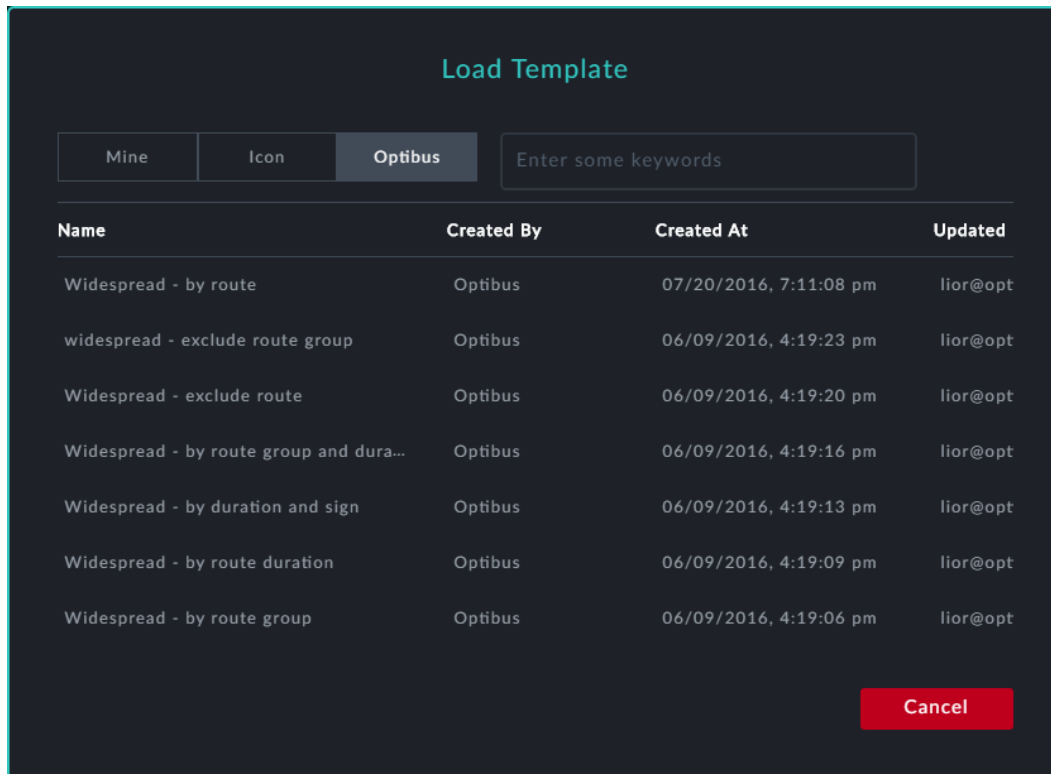 Load Template
Mine Icon Optibus Enter some keywords
Name Created By Created At Updated
Widespread - by route Optibus 07/20/2016, 7:11:08 pm lior@opt
widespread - exclude route group Optibus 06/09/2016, 4:19:23 pm lior@opt
Widespread - exclude route Optibus 06/09/2016, 4:19:20 pm lior@opt
Widespread - by route group and dura... Optibus 06/09/2016, 4:19:16 pm lior@opt
Widespread - by duration and sign Optibus 06/09/2016, 4:19:13 pm lior@opt
Widespread - by route duration Optibus 06/09/2016, 4:19:09 pm lior@opt
Widespread - by route group Optibus 06/09/2016, 4:19:06 pm lior@opt
Cancel